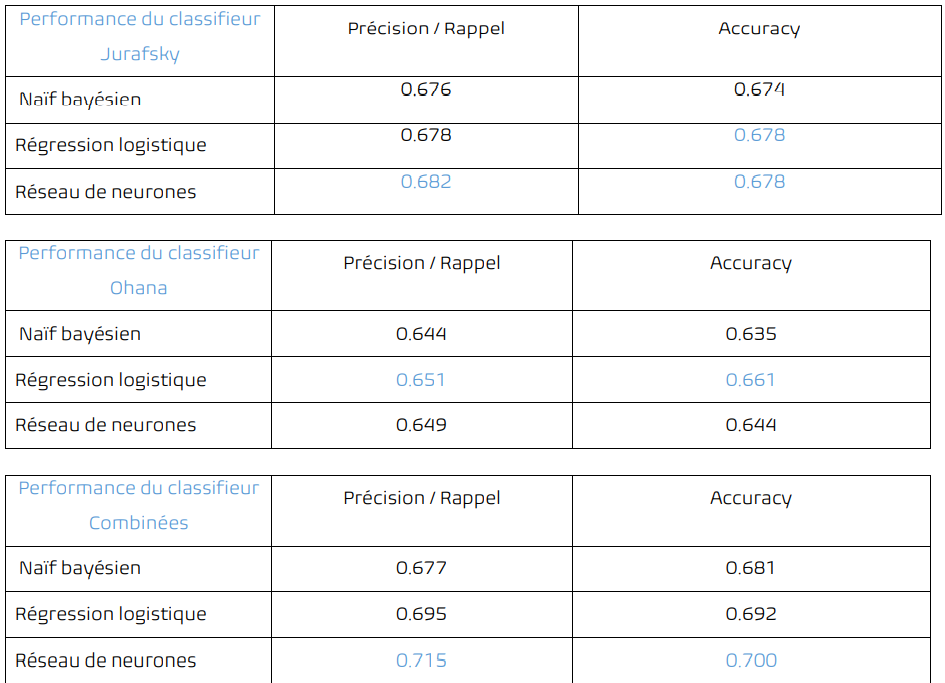 Performance du classifieur
Jurafsky
Précision / Rappel
Accuracy
Naïf bayésien
0.676
0.674
Régression logistique
0.678
0.678
Réseau de neurones
0.682
0.678
Performance du classifieur
Ohana
Précision / Rappel
Accuracy
Naïf bayésien
0.644
0.635
Régression logistique
0.651
0.661
Réseau de neurones
0.649
0.644
Performance du classifieur
Combinées
Précision / Rappel
Accuracy
Naïf bayésien
0.677
0.681
Régression logistique
0.695
0.692
Réseau de neurones
0.715
0.700